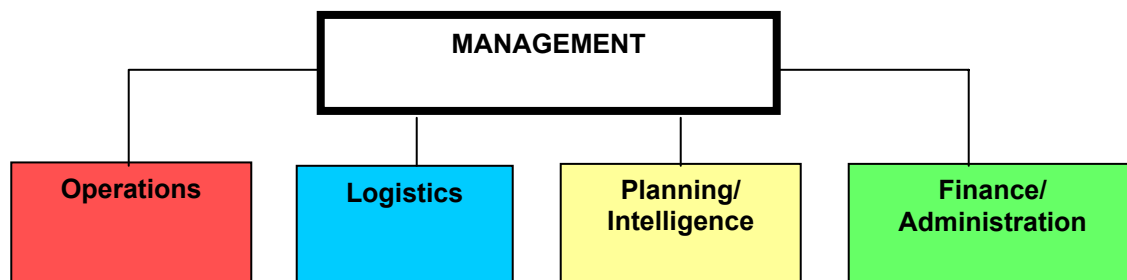 MANAGEMENT
Operations
Logistics
Planning/
Intelligence
Finance/
Administration